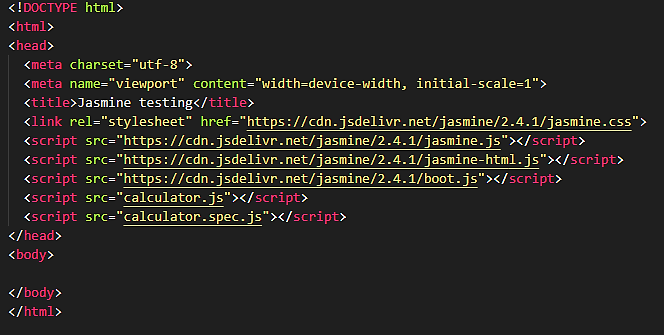 <!DOCTYPE html>
<html>
<head>
  <meta charset="utf-8">
  <meta name="viewport" content="width=device-width, initial-scale=1">
  <title>Jasmine testing</title>
  <link rel="stylesheet" href="https://cdn.jsdelivr.net/jasmine/2.4.1/jasmine.css">
  <script src="https://cdn.jsdelivr.net/jasmine/2.4.1/jasmine.js"></script>
  <script src="https://cdn.jsdelivr.net/jasmine/2.4.1/jasmine-html.js"></script>
  <script src="https://cdn.jsdelivr.net/jasmine/2.4.1/boot.js"></script>
  <script src="calculator.js"></script>
  <script src="calculator.spec.js"></script>
</head>
<body>

</body>
</html>